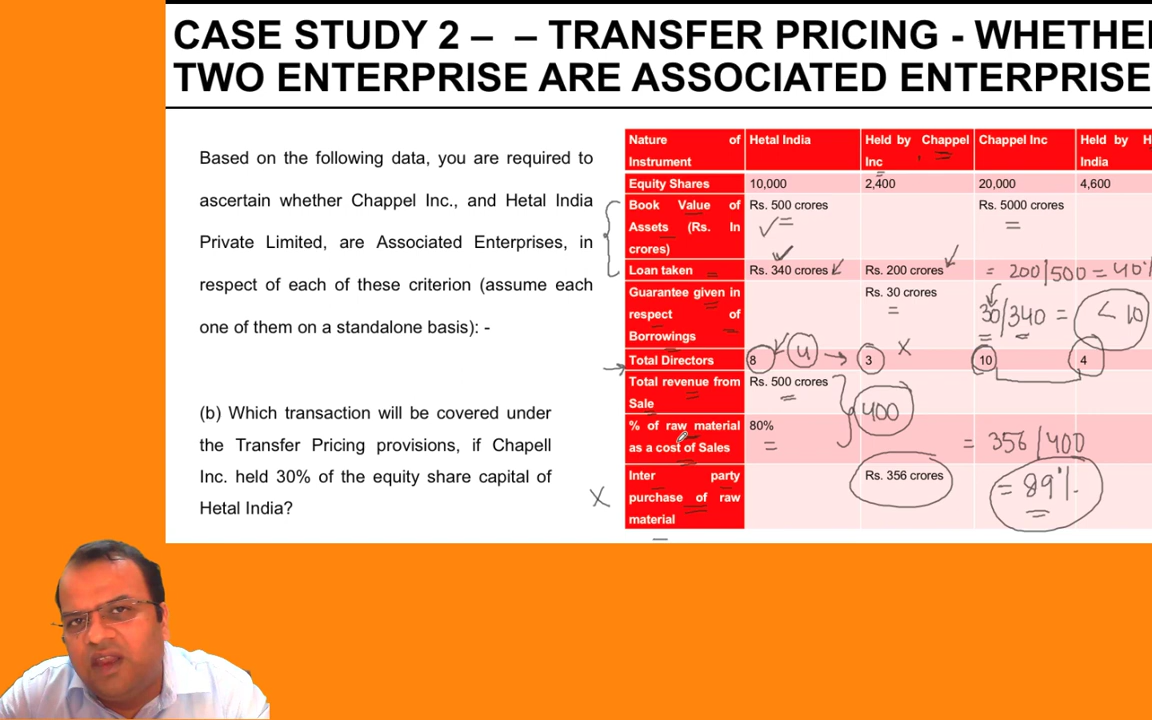 CASE STUDY 2 – – TRANSFER PRICING - WHETHE
TWO ENTERPRISE ARE ASSOCIATED ENTERPRISE
Based on the following data, you are required to
ascertain whether Chappel Inc., and Hetal India
Private Limited, are Associated Enterprises, in
respect of each of these criterion (assume each
one of them on a standalone basis): -
(b) Which transaction will be covered under
the Transfer Pricing provisions, if Chapell
Inc. held 30% of the equity share capital of
Hetal India?
Nature of Instrument Hetal India Held by Chappel Inc Chappel Inc Held by H India
Equity Shares 10,000 2,400 20,000 4,600
Book Value of Assets (Rs. In crores) Rs. 500 crores Rs. 5000 crores =
Loan taken Rs. 340 crores Rs. 200 crores = 200/500 = 40%
Guarantee given in respect of Borrowings Rs. 30 crores 30/340 = < 10
Total Directors 8 4 → 3 X 10 4
Total revenue from Sale Rs. 500 crores 400
% of raw material as a cost of Sales 80% = 356/400
X Inter party purchase of raw material Rs. 356 crores = 89%